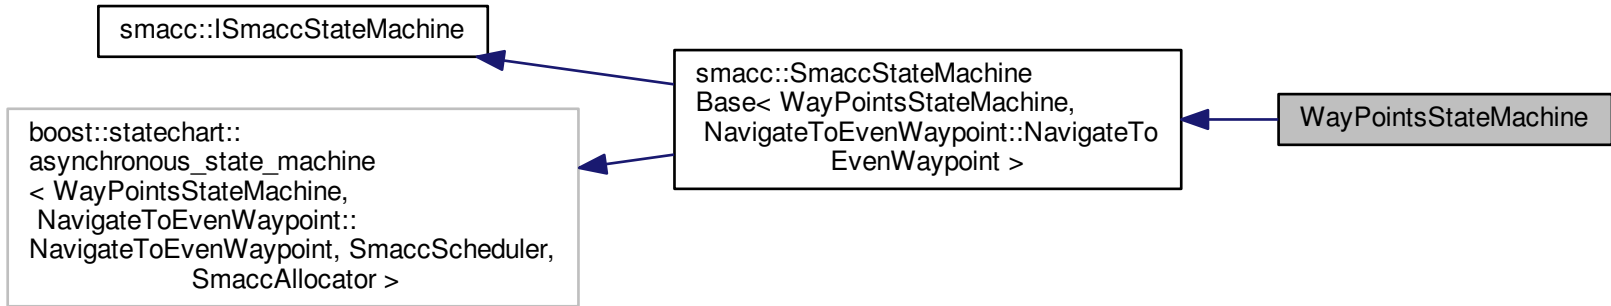 smacc::ISmaccStateMachine
boost::statechart::
asynchronous_state_machine
< WayPointsStateMachine,
NavigateToEvenWaypoint::
NavigateToEvenWaypoint, SmaccScheduler,
SmaccAllocator >
smacc::SmaccStateMachine
Base< WayPointsStateMachine,
NavigateToEvenWaypoint::NavigateTo
EvenWaypoint >
WayPointsStateMachine